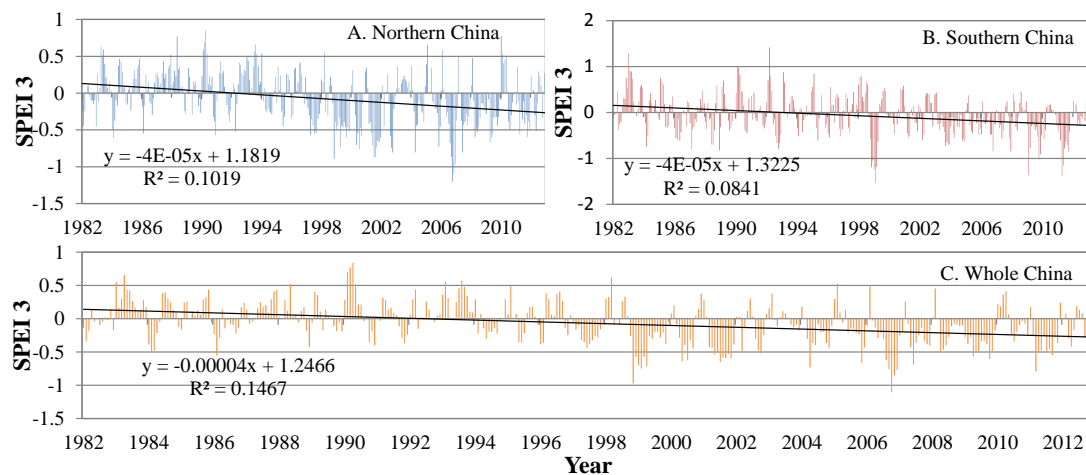 A. Northern China
SPEI 3
1
0.5
0
-0.5
-1
-1.5
y = -4E-05x + 1.1819
R² = 0.1019
1982 1986 1990 1994 1998 2002 2006 2010
B. Southern China
SPEI 3
2
1
0
-1
-2
y = -4E-05x + 1.3225
R² = 0.0841
1982 1986 1990 1994 1998 2002 2006 2010
C. Whole China
SPEI 3
1
0.5
0
-0.5
-1
-1.5
y = -0.00004x + 1.2466
R² = 0.1467
1982 1984 1986 1988 1990 1992 1994 1996 1998 2000 2002 2004 2006 2008 2010 2012
Year